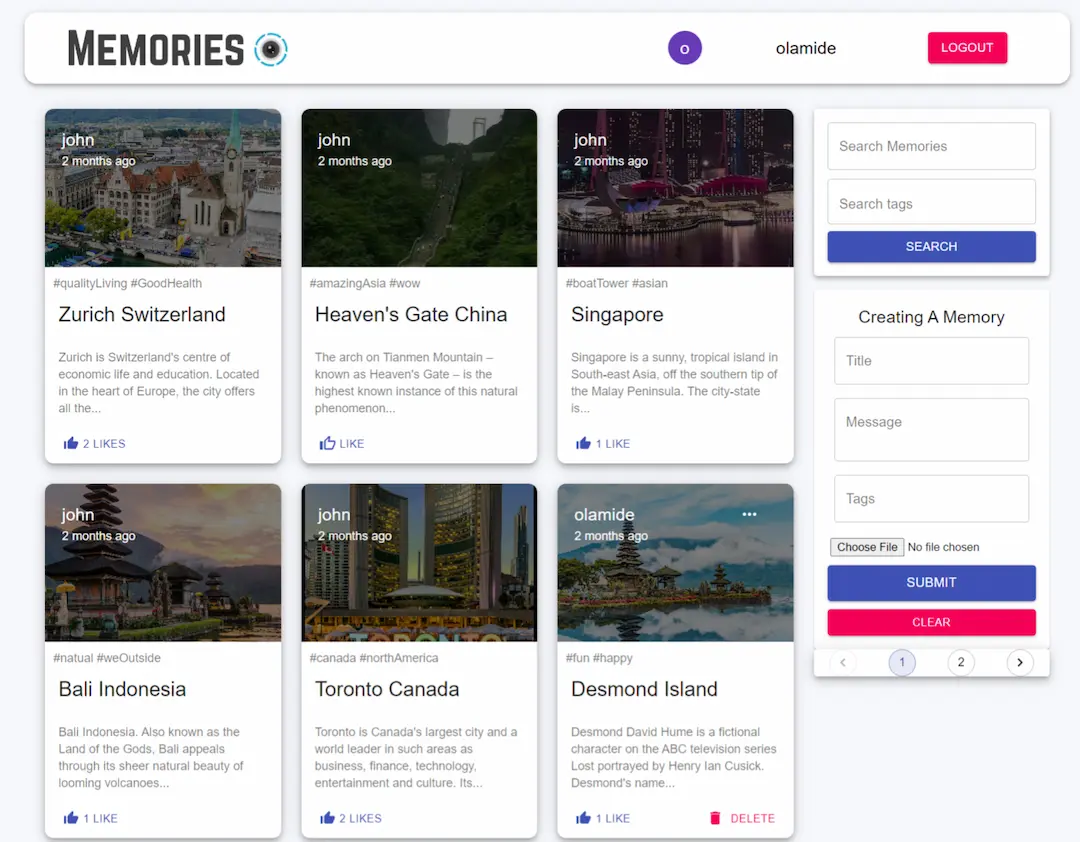 MEMORIES
o
olamide
LOGOUT
john
2 months ago
#qualityLiving #GoodHealth
Zurich Switzerland
Zurich is Switzerland's centre of
economic life and education. Located
in the heart of Europe, the city offers
all the...
2 LIKES
john
2 months ago
#amazingAsia #wow
Heaven's Gate China
The arch on Tianmen Mountain –
known as Heaven's Gate – is the
highest known instance of this natural
phenomenon...
LIKE
john
2 months ago
#boatTower #asian
Singapore
Singapore is a sunny, tropical island in
South-east Asia, off the southern tip of
the Malay Peninsula. The city-state
is...
1 LIKE
john
2 months ago
#natual #weOutside
Bali Indonesia
Bali Indonesia. Also known as the
Land of the Gods, Bali appeals
through its sheer natural beauty of
looming volcanoes...
1 LIKE
john
2 months ago
TORONTO
#canada #northAmerica
Toronto Canada
Toronto is Canada's largest city and a
world leader in such areas as
business, finance, technology,
entertainment and culture. Its...
2 LIKES
olamide
2 months ago
#fun #happy
Desmond Island
Desmond David Hume is a fictional
character on the ABC television series
Lost portrayed by Henry Ian Cusick.
Desmond's name...
1 LIKE
DELETE
Search Memories
Search tags
SEARCH
Creating A Memory
Title
Message
Tags
Choose File No file chosen
SUBMIT
CLEAR
1 2